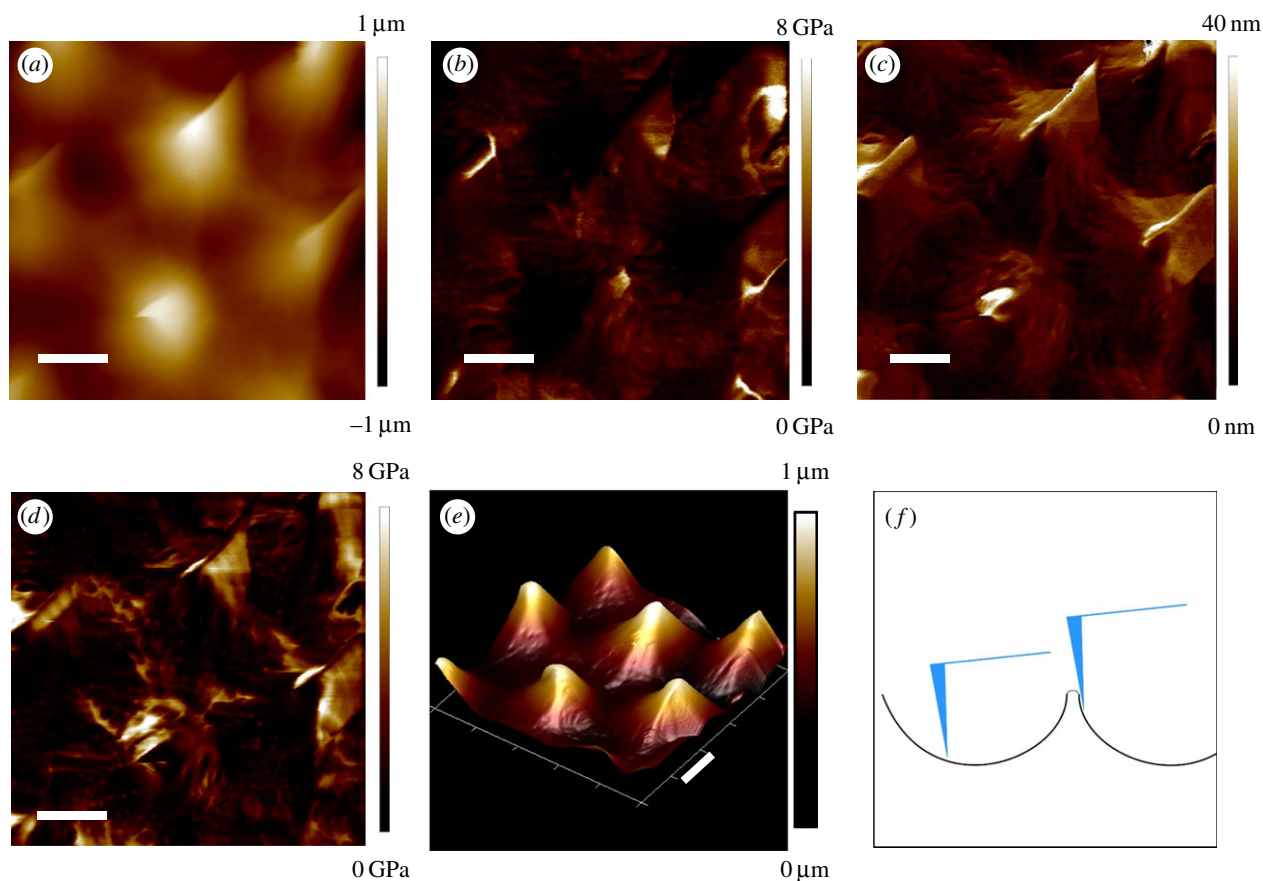 1 µm
(a)
–1 µm
8 GPa
(b)
0 GPa
40 nm
(c)
0 nm
8 GPa
(d)
0 GPa
1 µm
(e)
0 µm
(f)